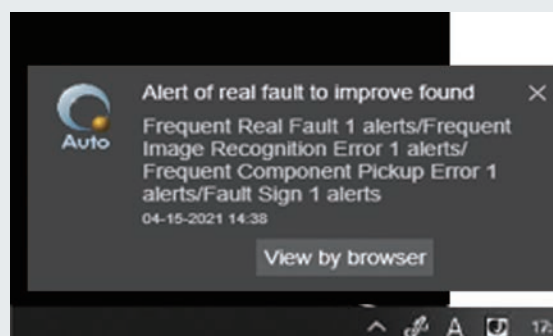 Alert of real fault to improve found
Auto
Frequent Real Fault 1 alerts/Frequent
Image Recognition Error 1 alerts/
Frequent Component Pickup Error 1
alerts/Fault Sign 1 alerts
04-15-2021 14:38
View by browser
A
J